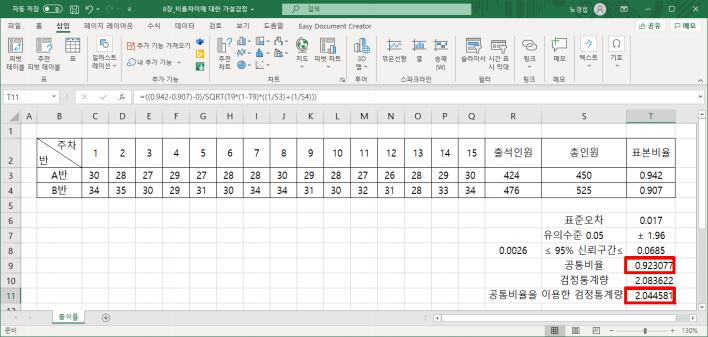 자동 저장 8장_비율차이에 대한 가설검정 검색 노경섭
파일 홈 삽입 페이지 레이아웃 수식 데이터 검토 보기 도움말 Easy Document Creator 공유 메모
피벗 테이블 추천 피벗 테이블 표 일러스트레이션 추가 기능 가져오기 내 추가 기능 추천 차트 지도 피벗 차트 3D 맵 꺾은선형 열 승패 (W) 슬라이서 시간 표시 막대 링크 메모 텍스트 기호
표 추가 기능 차트 투어 스파크라인 필터 링크 메모
T11 =((0.942-0.907)-0)/SQRT(T9*(1-T9)*((1/S3)+(1/S4)))
A B C D E F G H I J K L M N O P Q R S T
1
2 주차 반 1 2 3 4 5 6 7 8 9 10 11 12 13 14 15 출석인원 총인원 표본비율
3 A반 30 28 27 29 27 28 28 30 29 28 27 26 28 29 30 424 450 0.942
4 B반 34 35 30 29 31 30 34 34 31 30 32 31 28 33 34 476 525 0.907
5
6 표준오차 0.017
7 유의수준 0.05 ± 1.96
8 0.0026 ≤ 95% 신뢰구간≤ 0.0685
9 공통비율 0.923077
10 검정통계량 2.083622
11 공통비율을 이용한 검정통계량 2.044581
출석률
준비 130%